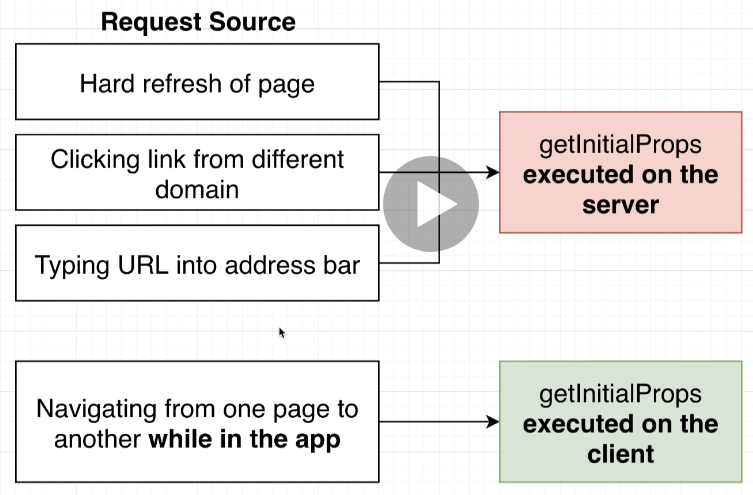 Request Source
Hard refresh of page
Clicking link from different
domain
Typing URL into address bar
getInitialProps
executed on the
server
Navigating from one page to
another while in the app
getInitialProps
executed on the
client